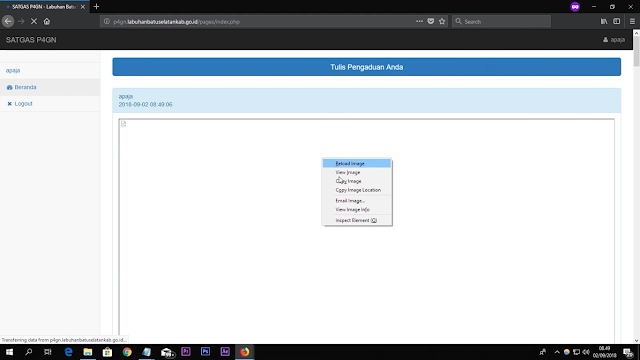 SATGAS P4GN - Labuhan Batu
p4gn.labuhanbatuselatankab.go.id/pages/index.php
Search
SATGAS P4GN
apaja
apaja
Beranda
Logout
Tulis Pengaduan Anda
apaja
2018-09-02 08:49:06
Reload Image
View Image
Copy Image
Copy Image Location
Email Image...
View Image Info
Inspect Element (Q)
Transferring data from p4gn.labuhanbatuselatankab.go.id...
08.49
02/09/2018